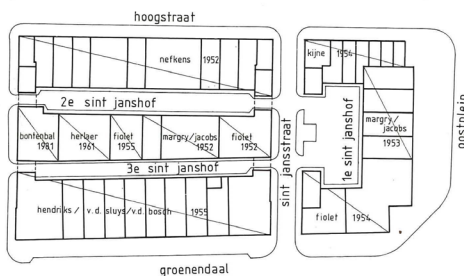 hoogstraat
nefkens 1952
2e sint janshof
bontenbal 1981
herlaer 1961
fiolet 1955
margry/jacobs 1952
fiolet 1952
3e sint janshof
hendriks / v.d. sluys/v.d. bosch 1955
groenendaal
sint jansstraat
kijne 1954
1e sint janshof
margry/ jacobs 1953
fiolet 1954
oostplein